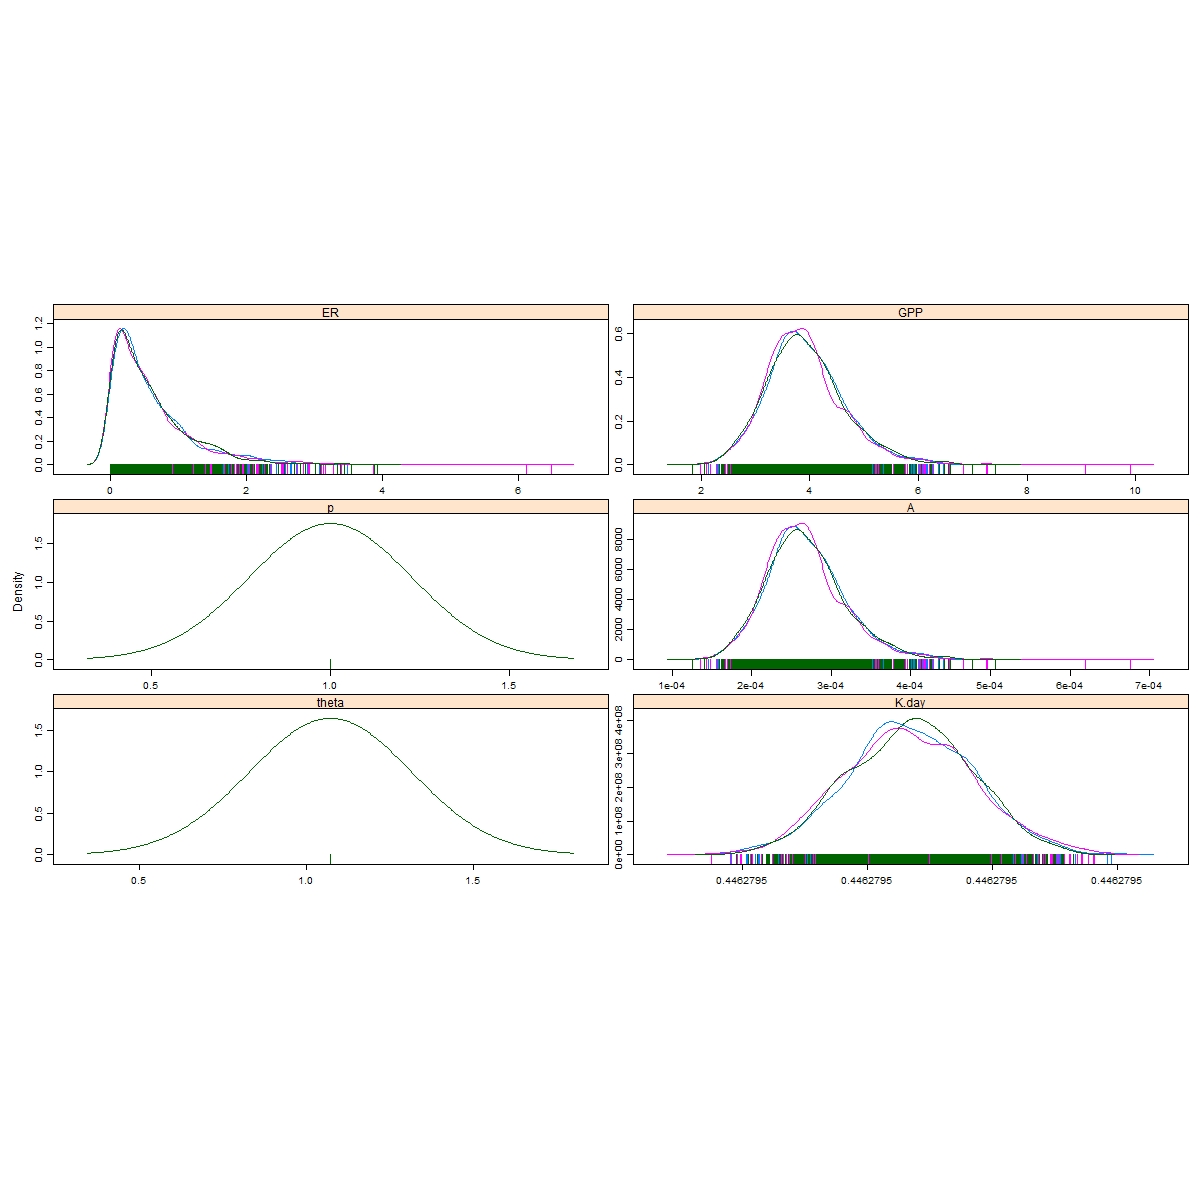 ER
GPP
0.0 0.2 0.4 0.6 0.8 1.0 1.2
0.0 0.2 0.4 0.6
0 2 4 6
2 4 6 8 10
p
A
Density
0.0 0.5 1.0 1.5
0 2000 4000 6000 8000
0.5 1.0 1.5
1e-04 2e-04 3e-04 4e-04 5e-04 6e-04 7e-04
theta
K.day
0.0 0.5 1.0 1.5
0e+00 1e+08 2e+08 3e+08 4e+08
0.5 1.0 1.5
0.4462795 0.4462795 0.4462795 0.4462795